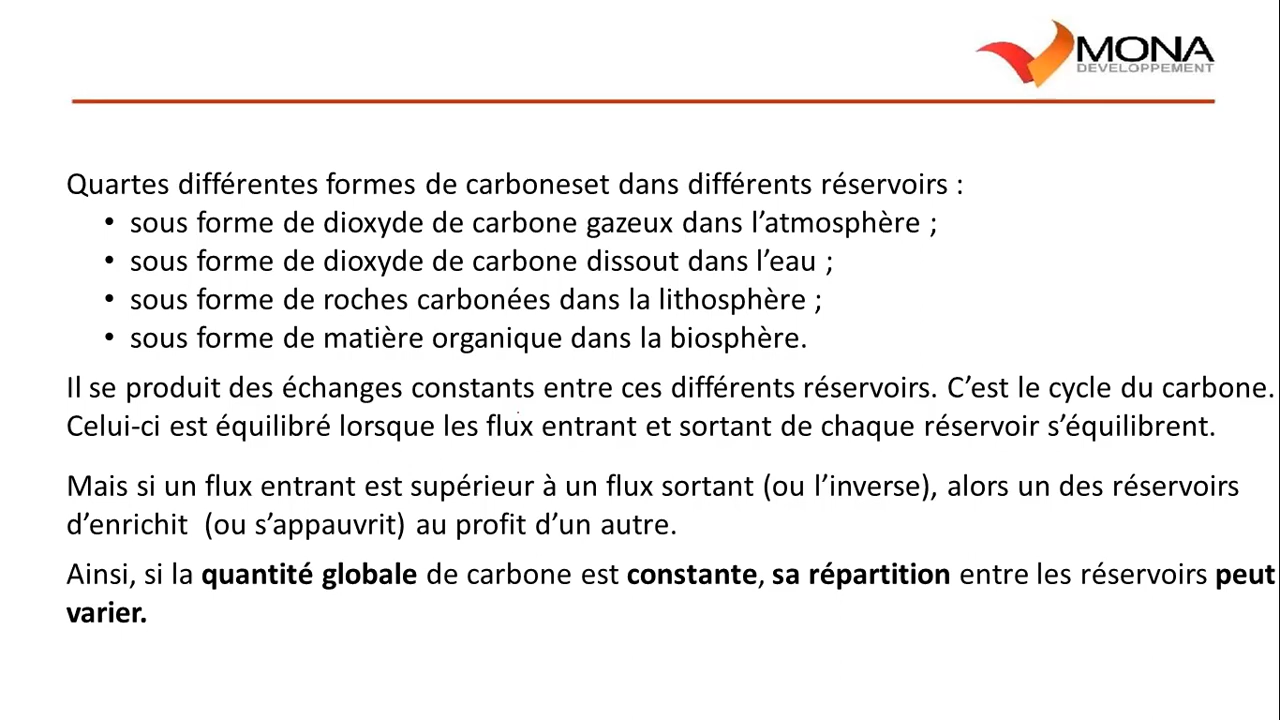 MONA
DEVELOPPEMENT
Quartes différentes formes de carboneset dans différents réservoirs :
• sous forme de dioxyde de carbone gazeux dans l’atmosphère ;
• sous forme de dioxyde de carbone dissout dans l’eau ;
• sous forme de roches carbonées dans la lithosphère ;
• sous forme de matière organique dans la biosphère.
Il se produit des échanges constants entre ces différents réservoirs. C’est le cycle du carbone.
Celui-ci est équilibré lorsque les flux entrant et sortant de chaque réservoir s’équilibrent.
Mais si un flux entrant est supérieur à un flux sortant (ou l’inverse), alors un des réservoirs
d’enrichit (ou s’appauvrit) au profit d’un autre.
Ainsi, si la quantité globale de carbone est constante, sa répartition entre les réservoirs peut
varier.